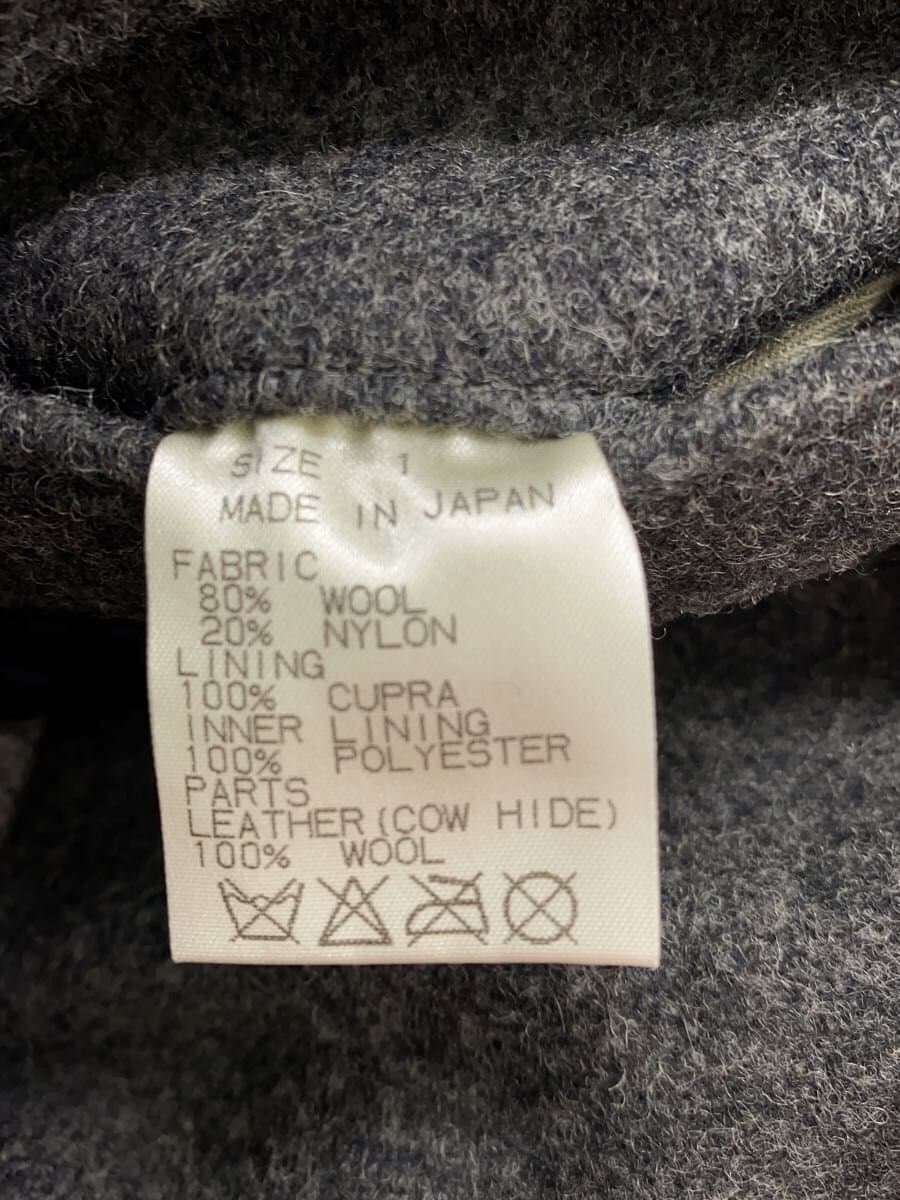 SIZE 1
MADE IN JAPAN
FABRIC
80% WOOL
20% NYLON
LINING
100% CUPRA
INNER LINING
100% POLYESTER
PARTS
LEATHER(COW HIDE)
100% WOOL